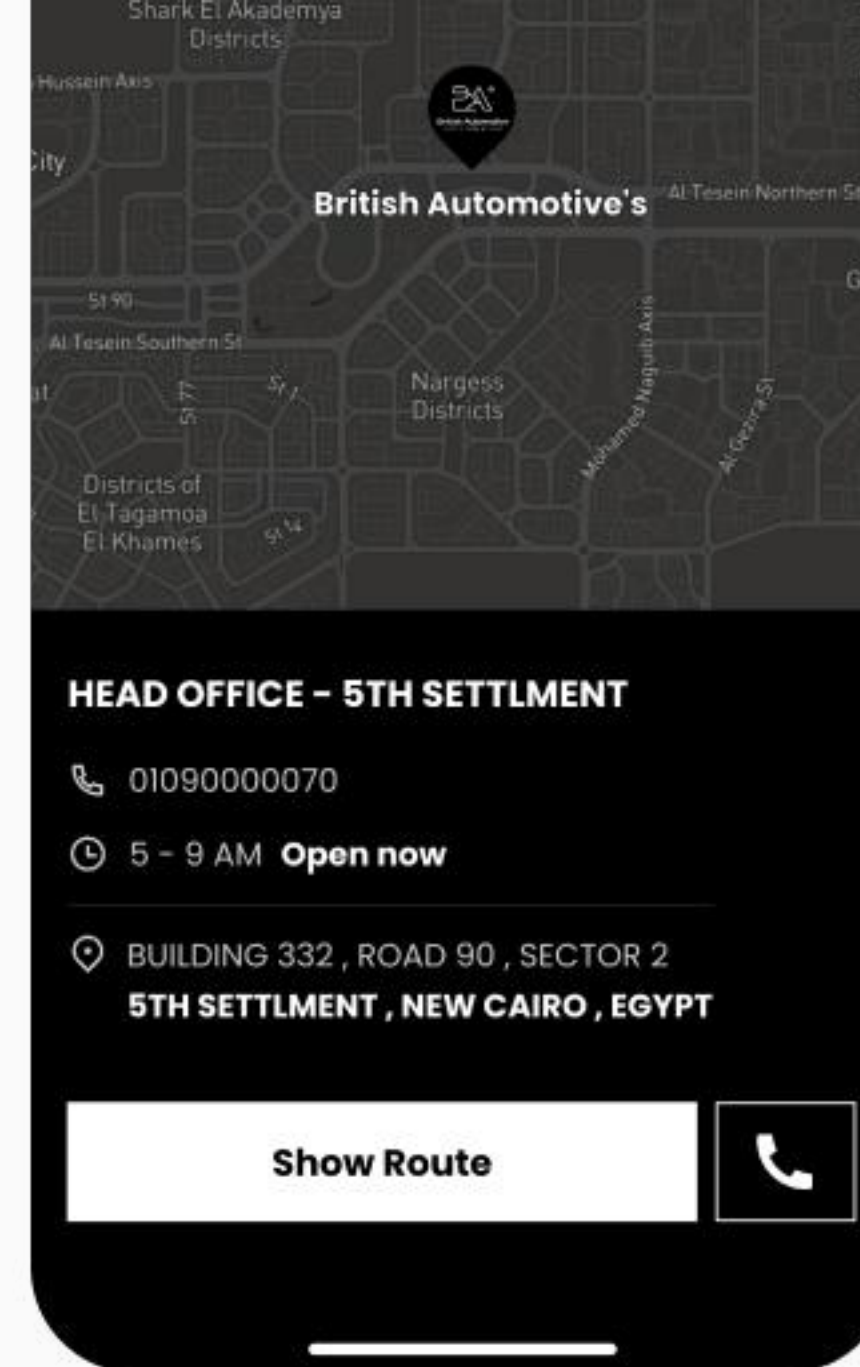 Shark El Akademya
Districts
Hussein Axis
City
British Automotive
British Automotive's
Al Tesein Northern St
G
St 90
Al Tesein Southern St
at
St 77
St 1
Nargess
Districts
Mohamed Naguib Axis
Al Gezira St
Districts of
El Tagamoa
El Khames
St 14
HEAD OFFICE - 5TH SETTLMENT
01090000070
5 - 9 AM Open now
BUILDING 332 , ROAD 90 , SECTOR 2
5TH SETTLMENT , NEW CAIRO , EGYPT
Show Route